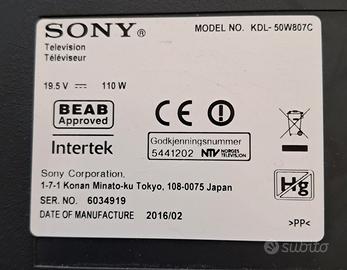 SONY®
MODEL NO. KDL- 50W807C
Television
Téléviseur
19.5 V ⎓ 110 W
BEAB
Approved
Intertek
CE
Godkjenningsnummer
5441202 NTV NORGES TELEVISION
Hg
Sony Corporation
1-7-1 Konan Minato-ku Tokyo, 108-0075 Japan
SER. NO. 6034919
DATE OF MANUFACTURE 2016/02
>PP<
subito